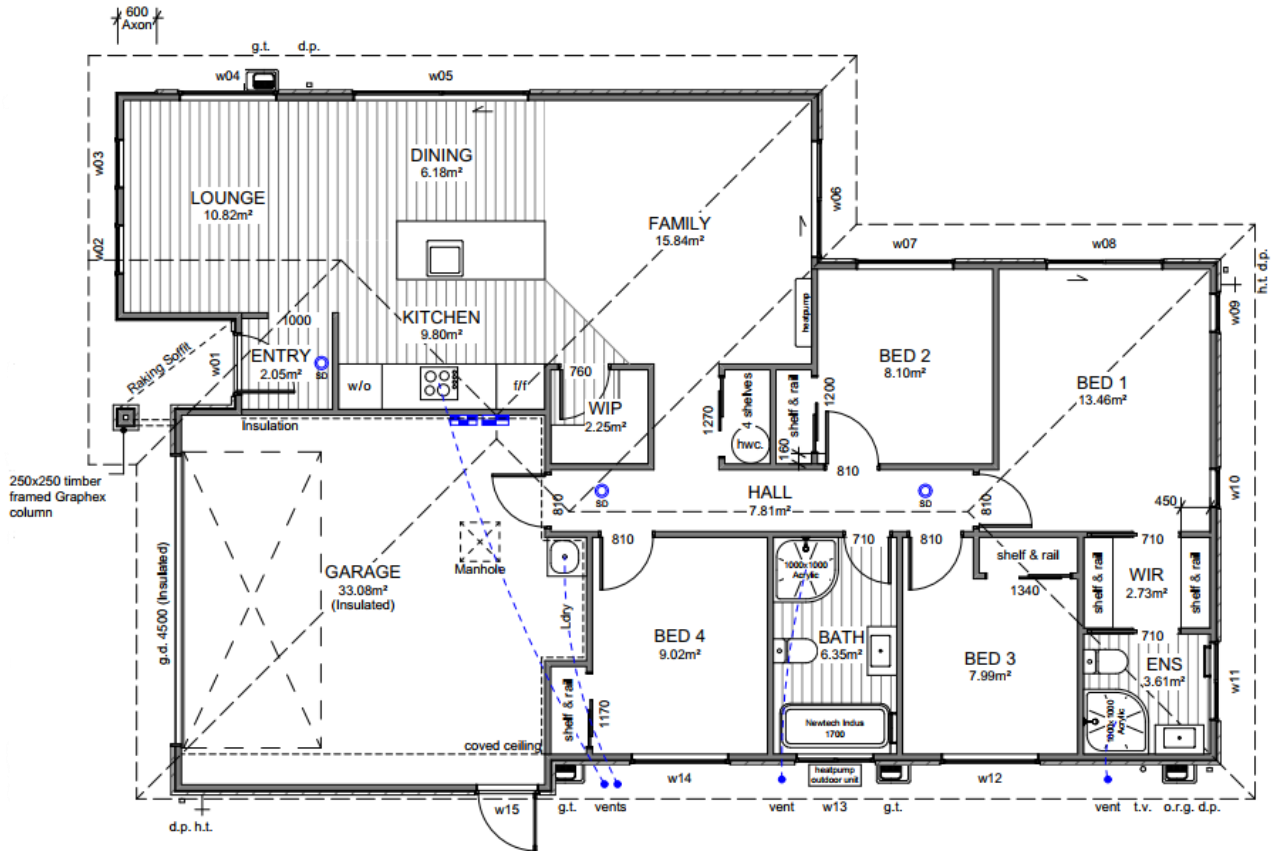 600
Axon
g.t.
d.p.
w04
w05
w03
DINING
6.18m²
LOUNGE
10.82m²
FAMILY
15.84m²
w06
w02
w07
w08
h.t. d.p.
1000
KITCHEN
9.80m²
heatpump
w09
Raking Soffit
w01
ENTRY
2.05m²
SD
w/o
f/f
760
WIP
2.25m²
1270
4 shelves
hwc.
shelf & rail
1200
160
BED 2
8.10m²
BED 1
13.46m²
Insulation
250x250 timber
framed Graphex
column
810
810
HALL
7.81m²
SD
SD
810
450
w10
g.d. 4500 (Insulated)
Manhole
GARAGE
33.08m²
(Insulated)
Ldry
810
1000x1000
Acrylic
710
810
shelf & rail
1340
710
shelf & rail
WIR
2.73m²
shelf & rail
710
BED 4
9.02m²
BATH
6.35m²
BED 3
7.99m²
ENS
3.61m²
w11
shelf & rail
1170
Newtech Indus
1700
1000x1000
Acrylic
coved ceiling
w15
g.t.
vents
w14
vent
heatpump
outdoor unit
w13
g.t.
w12
vent
t.v.
o.r.g.
d.p.
d.p. h.t.